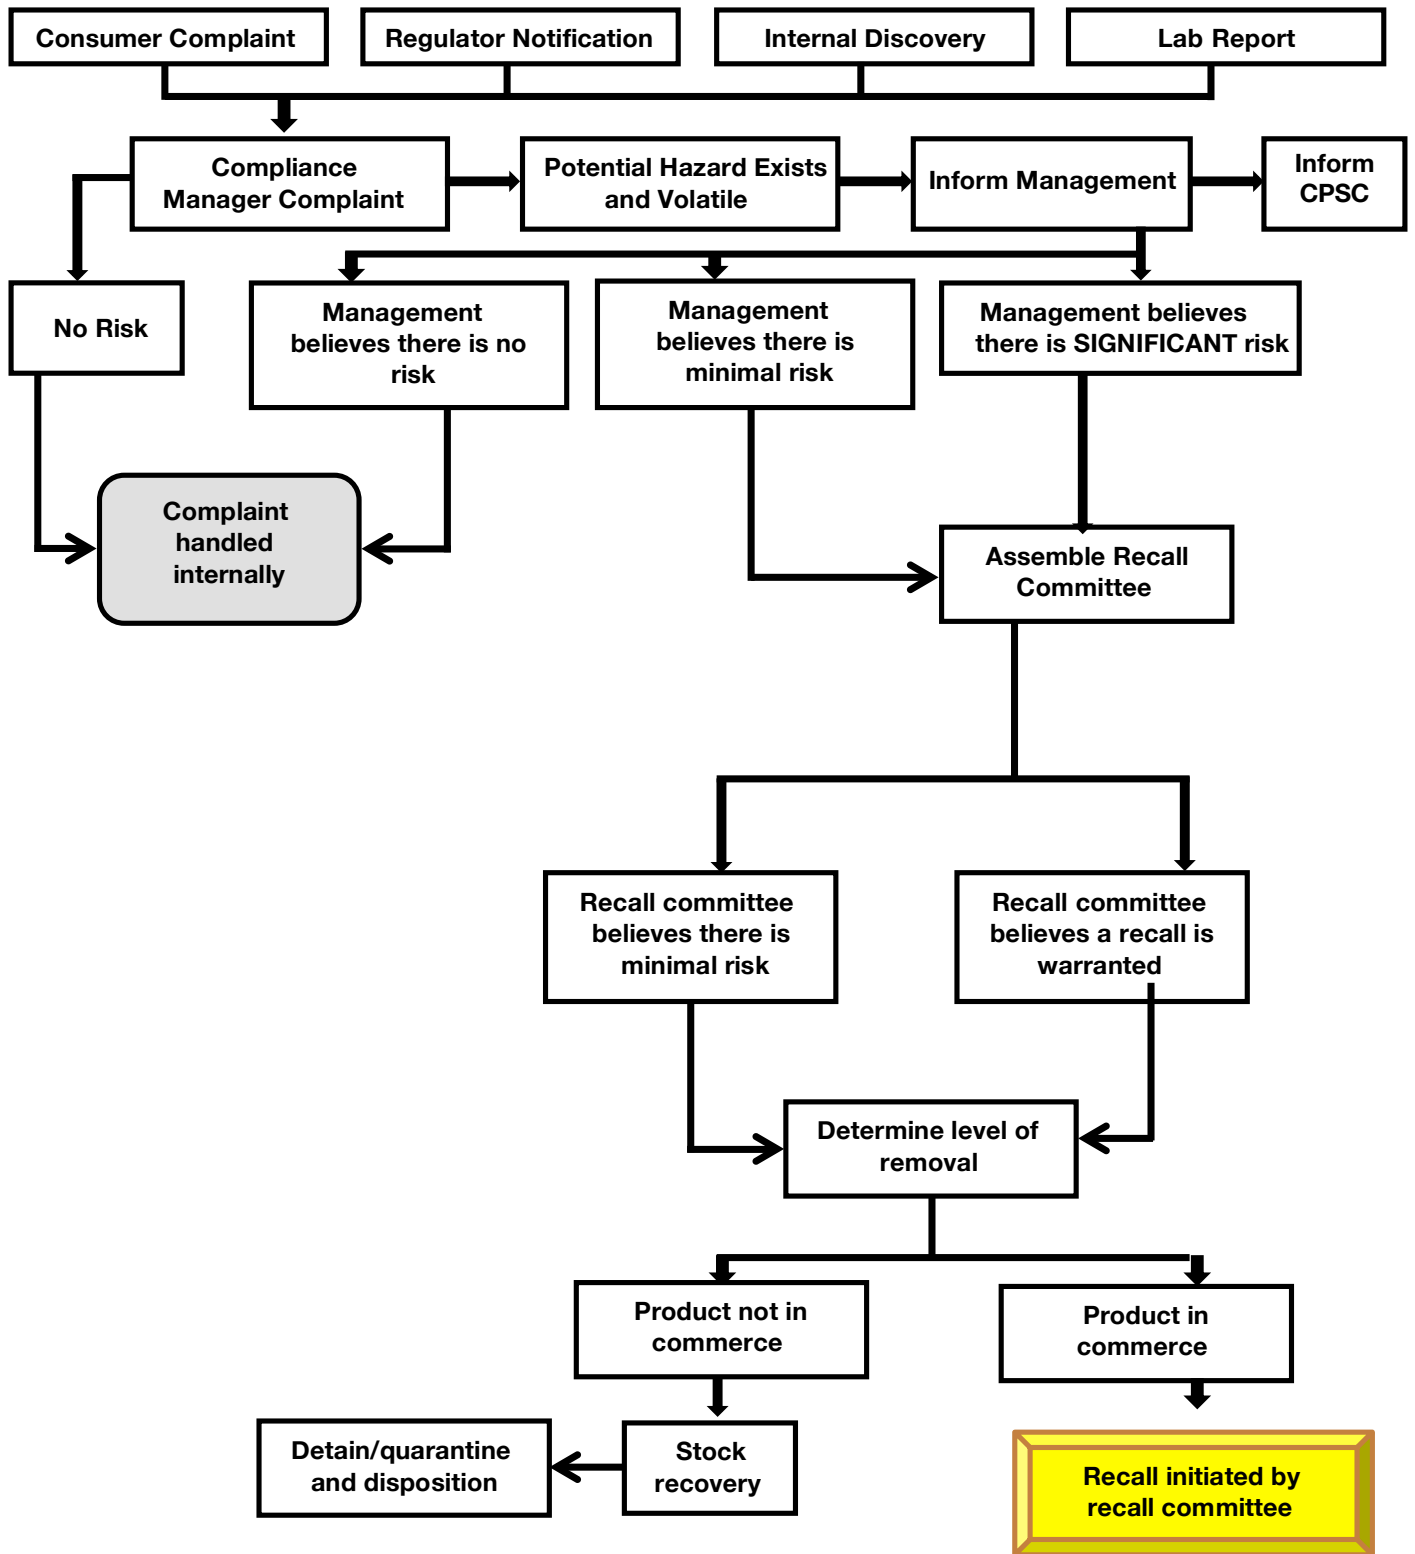 Consumer Complaint
Regulator Notification
Internal Discovery
Lab Report
Compliance
Manager Complaint
Potential Hazard Exists
and Volatile
Inform Management
Inform
CPSC
No Risk
Management
believes there is no
risk
Management
believes there is
minimal risk
Management believes
there is SIGNIFICANT risk
Complaint
handled
internally
Assemble Recall
Committee
Recall committee
believes there is
minimal risk
Recall committee
believes a recall is
warranted
Determine level of
removal
Product not in
commerce
Product in
commerce
Detain/quarantine
and disposition
Stock
recovery
Recall initiated by
recall committee